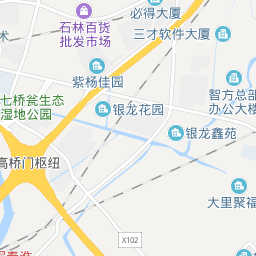 石林百货
批发市场
必得大厦
三才软件大厦
术
紫杨佳园
智方总部
办公大楼
七桥瓮生态
湿地公园
银龙花园
银龙鑫苑
高桥门枢纽
大里聚福
X102